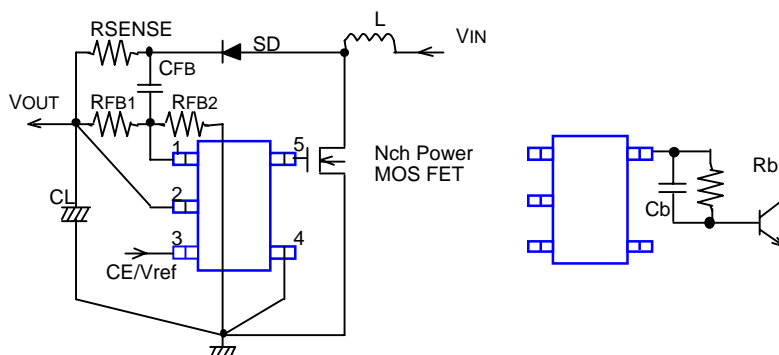 RSENSE
SD
L
VIN
CFB
VOUT
RFB1
RFB2
1
5
Nch Power
MOS FET
2
CL
3
4
CE/Vref
Rb
Cb